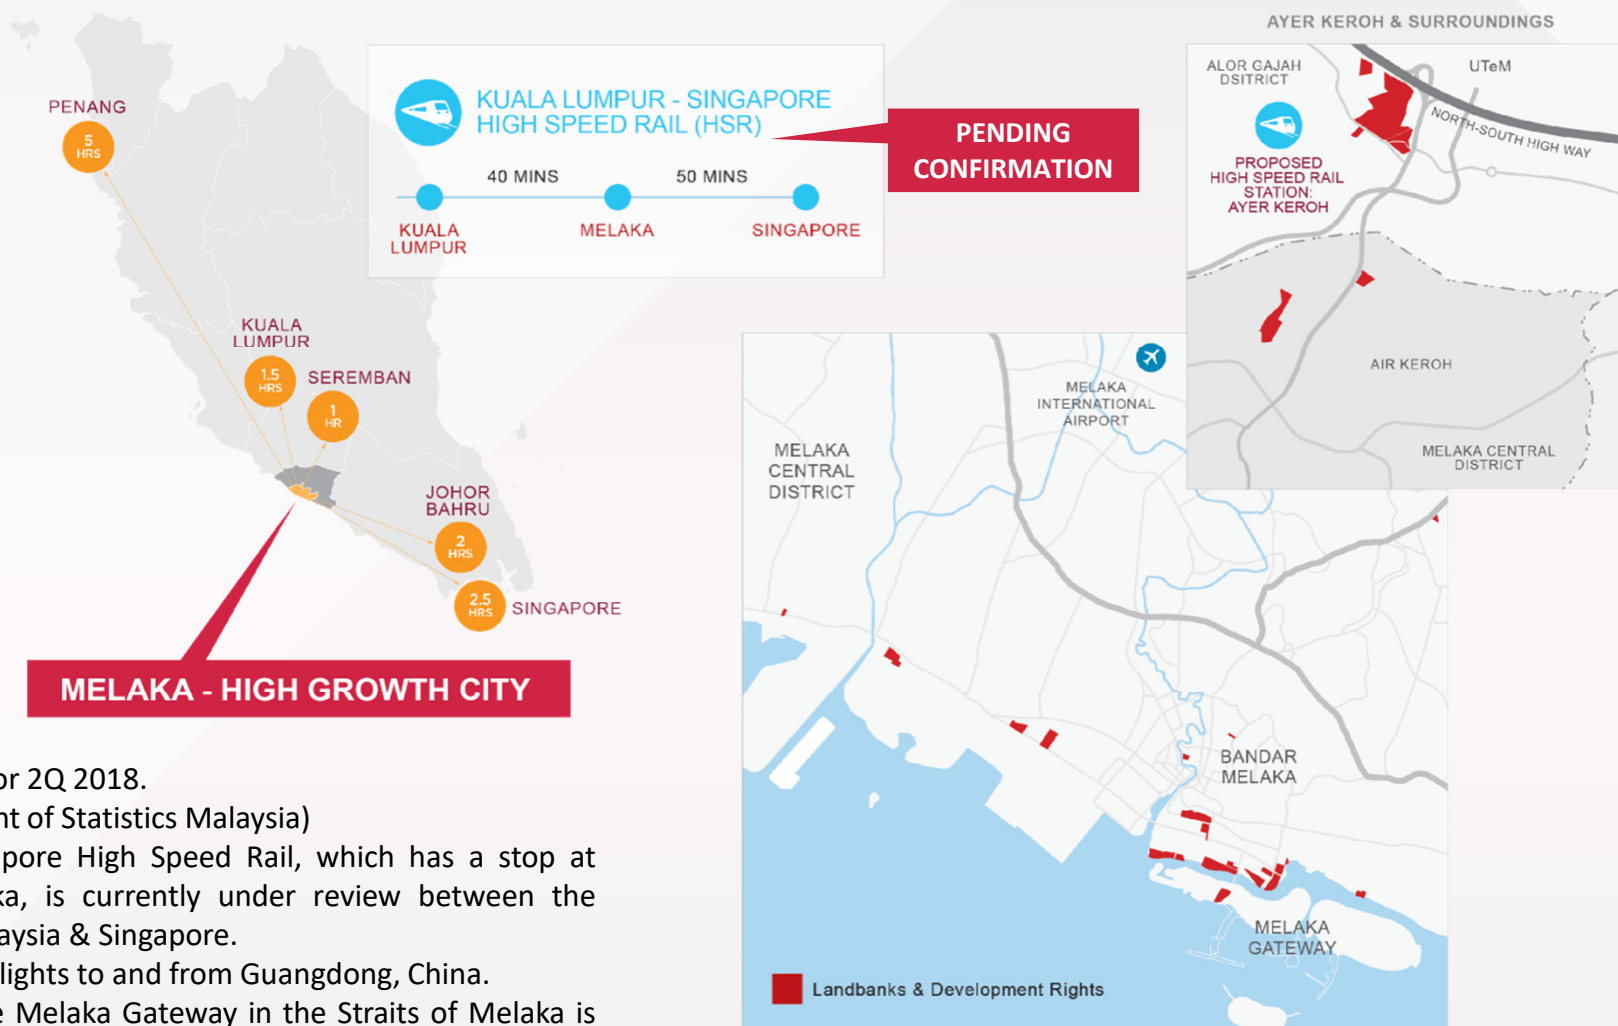 AYER KEROH & SURROUNDINGS
PENANG
5
HRS
KUALA LUMPUR - SINGAPORE
HIGH SPEED RAIL (HSR)
PENDING
CONFIRMATION
40 MINS
50 MINS
KUALA
LUMPUR
MELAKA
SINGAPORE
ALOR GAJAH
DSITRICT
UTeM
NORTH-SOUTH HIGH WAY
PROPOSED
HIGH SPEED RAIL
STATION:
AYER KEROH
AIR KEROH
MELAKA CENTRAL
DISTRICT
KUALA
LUMPUR
1.5
HRS
SEREMBAN
1
HR
JOHOR
BAHRU
2
HRS
2.5
HRS
SINGAPORE
MELAKA - HIGH GROWTH CITY
MELAKA
INTERNATIONAL
AIRPORT
MELAKA
CENTRAL
DISTRICT
BANDAR
MELAKA
MELAKA
GATEWAY
Landbanks & Development Rights
or 2Q 2018.
nt of Statistics Malaysia)
pore High Speed Rail, which has a stop at
ka, is currently under review between the
aysia & Singapore.
lights to and from Guangdong, China.
e Melaka Gateway in the Straits of Melaka is